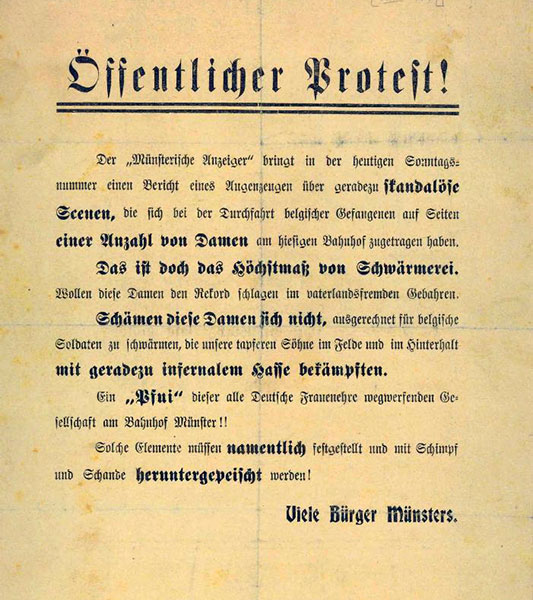 Öffentlicher Protest!
Der „Münsterische Anzeiger" bringt in der heutigen Sonntags-
nummer einen Bericht eines Augenzeugen über geradezu skandalöse
Scenen, die sich bei der Durchfahrt belgischer Gefangenen auf Seiten
einer Anzahl von Damen am hiesigen Bahnhof zugetragen haben.
Das ist doch das Höchstmaß von Schwärmerei.
Wollen diese Damen den Rekord schlagen im vaterlandsfremden Gebahren.
Schämen diese Damen sich nicht, ausgerechnet für belgische
Soldaten zu schwärmen, die unsere tapferen Söhne im Felde und im Hinterhalt
mit geradezu infernalem Hasse bekämpften.
Ein „Pfui" dieser alle Deutsche Frauenehre wegwerfenden Ge-
sellschaft am Bahnhof Münster!!
Solche Elemente müssen namentlich festgestellt und mit Schimpf
und Schande heruntergepeischt werden!
Viele Bürger Münsters.